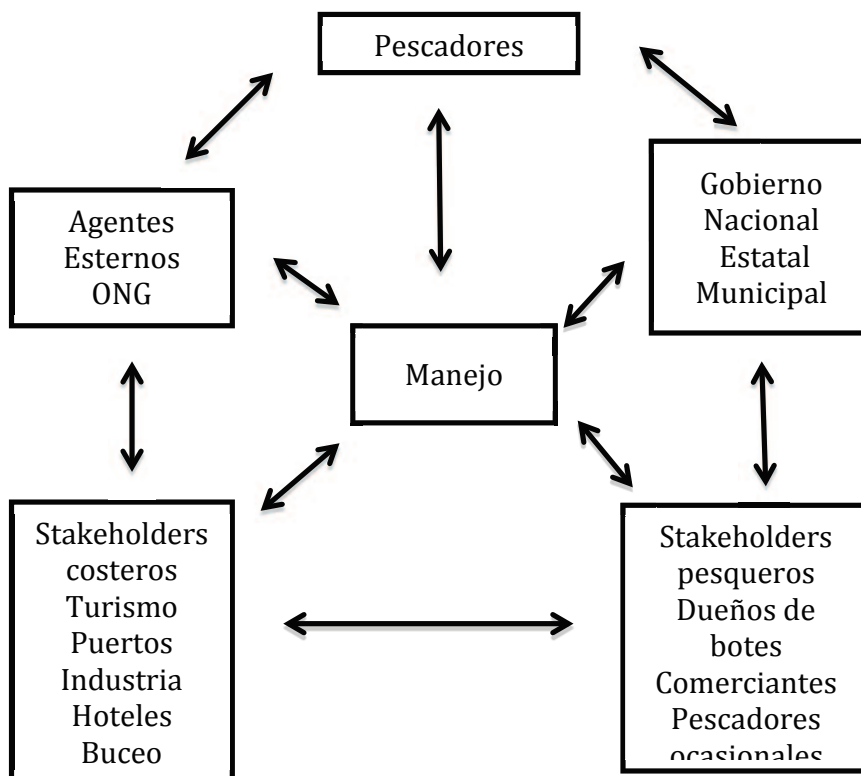 Pescadores
Agentes
Esternos
ONG
Gobierno
Nacional
Estatal
Municipal
Manejo
Stakeholders
costeros
Turismo
Puertos
Industria
Hoteles
Buceo
Stakeholders
pesqueros
Dueños de
botes
Comerciantes
Pescadores
ocasionales